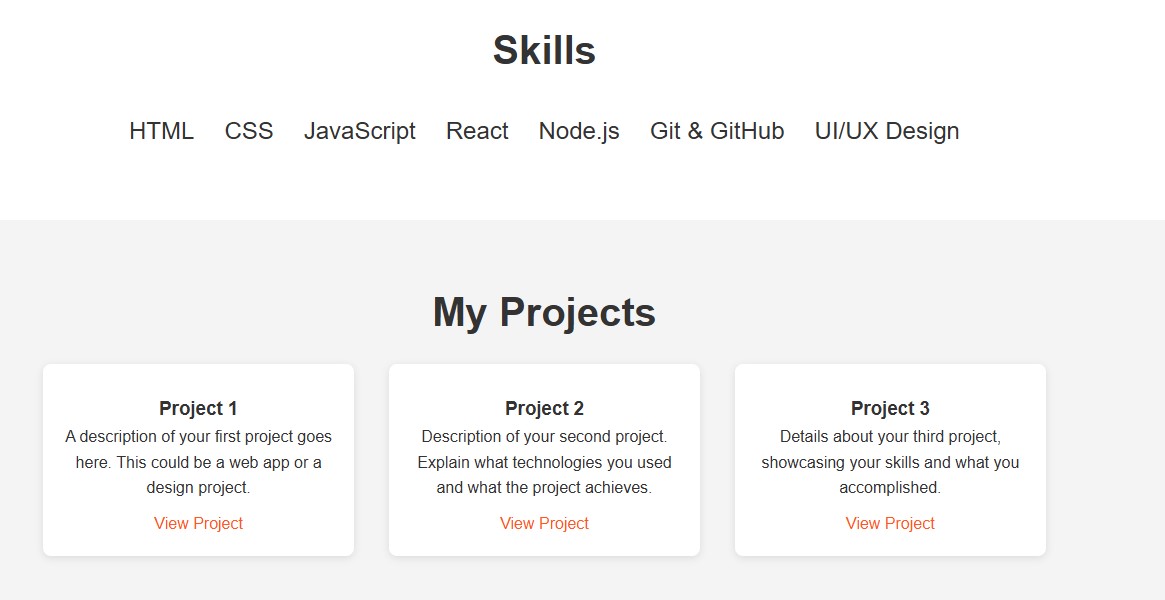 Skills
HTML CSS JavaScript React Node.js Git & GitHub UI/UX Design
My Projects
Project 1
A description of your first project goes
here. This could be a web app or a
design project.
View Project
Project 2
Description of your second project.
Explain what technologies you used
and what the project achieves.
View Project
Project 3
Details about your third project,
showcasing your skills and what you
accomplished.
View Project